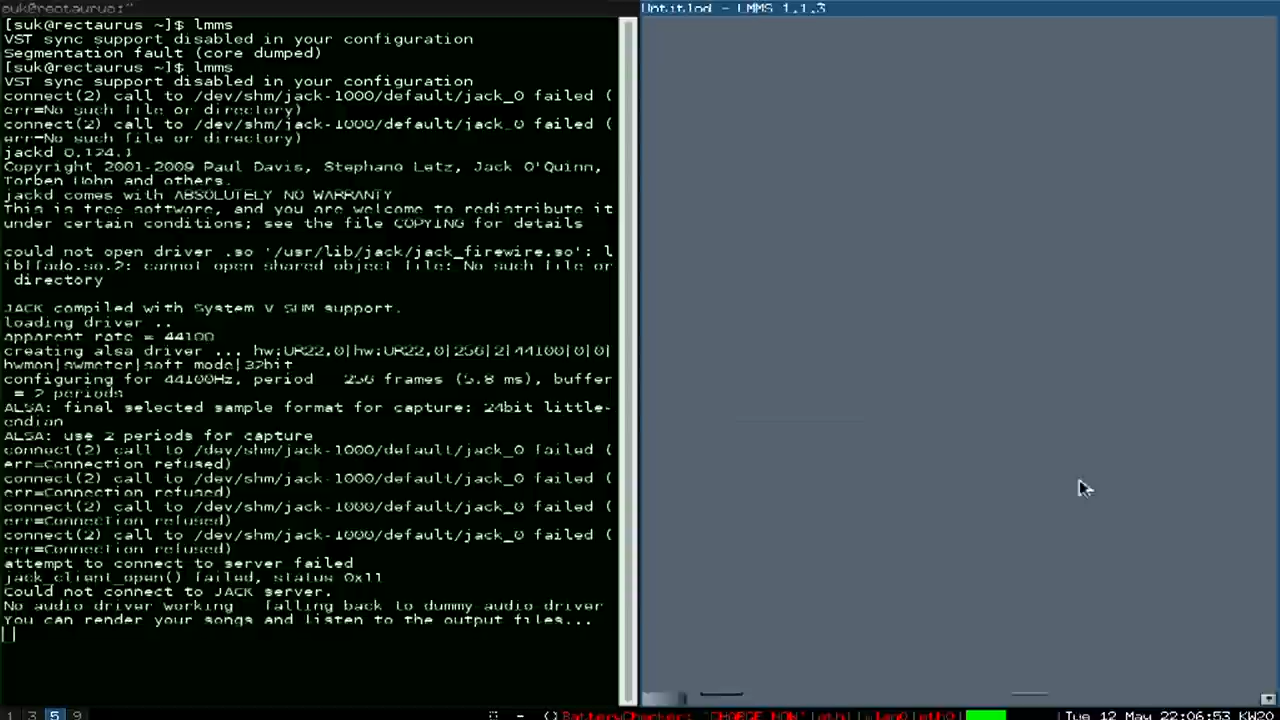 suk@rectaurus:~
[suk@rectaurus ~]$ lmms
VST sync support disabled in your configuration
Segmentation fault (core dumped)
[suk@rectaurus ~]$ lmms
VST sync support disabled in your configuration
connect(2) call to /dev/shm/jack-1000/default/jack_0 failed (
err=No such file or directory)
connect(2) call to /dev/shm/jack-1000/default/jack_0 failed (
err=No such file or directory)
jackd 0.124.1
Copyright 2001-2009 Paul Davis, Stephane Letz, Jack O'Quinn,
Torben Hohn and others.
jackd comes with ABSOLUTELY NO WARRANTY
This is free software, and you are welcome to redistribute it
under certain conditions; see the file COPYING for details
could not open driver .so '/usr/lib/jack/jack_firewire.so': l
ibffado.so.2: cannot open shared object file: No such file or
directory
JACK compiled with System V SHM support.
loading driver ..
apparent rate = 44100
creating alsa driver ... hw:UR22,0|hw:UR22,0|256|2|44100|0|0|
hwmon|swmeter|soft-mode|32bit
configuring for 44100Hz, period = 256 frames (5.8 ms), buffer
= 2 periods
ALSA: final selected sample format for capture: 24bit little-
endian
ALSA: use 2 periods for capture
connect(2) call to /dev/shm/jack-1000/default/jack_0 failed (
err=Connection refused)
connect(2) call to /dev/shm/jack-1000/default/jack_0 failed (
err=Connection refused)
connect(2) call to /dev/shm/jack-1000/default/jack_0 failed (
err=Connection refused)
connect(2) call to /dev/shm/jack-1000/default/jack_0 failed (
err=Connection refused)
attempt to connect to server failed
jack_client_open() failed, status 0x11
Could not connect to JACK server.
No audio driver working - falling back to dummy audio driver
You can render your songs and listen to the output files...
Untitled - LMMS 1.1.3
1 3 5 9
Tue 12 May 22:06:53 KW20